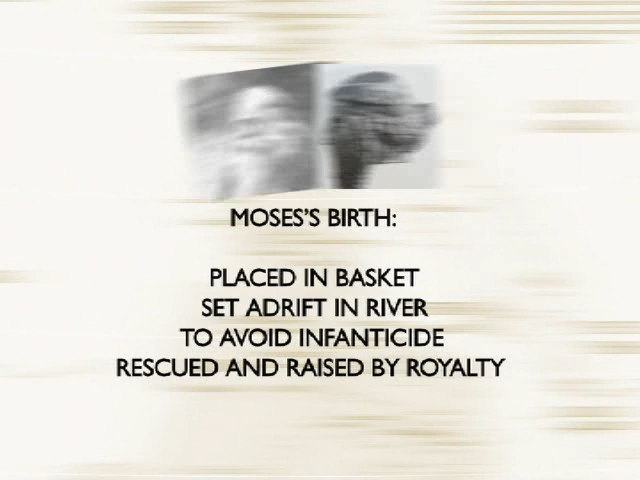 MOSES'S BIRTH:
PLACED IN BASKET
SET ADRIFT IN RIVER
TO AVOID INFANTICIDE
RESCUED AND RAISED BY ROYALTY